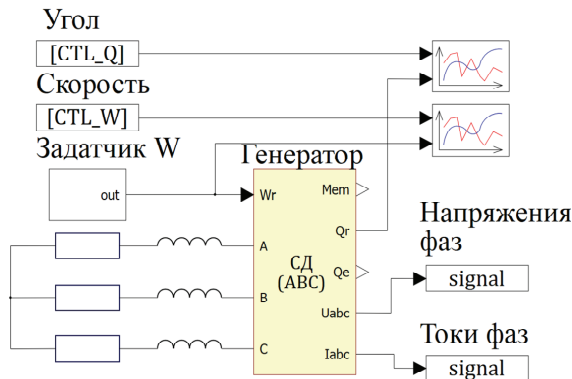 Угол
[CTL_Q]
Скорость
[CTL_W]
Задатчик W
out
Генератор
Wr
Mem
Qr
A
СД
(ABC)
Qe
B
Uabc
C
Iabc
Напряжения
фаз
signal
Токи фаз
signal